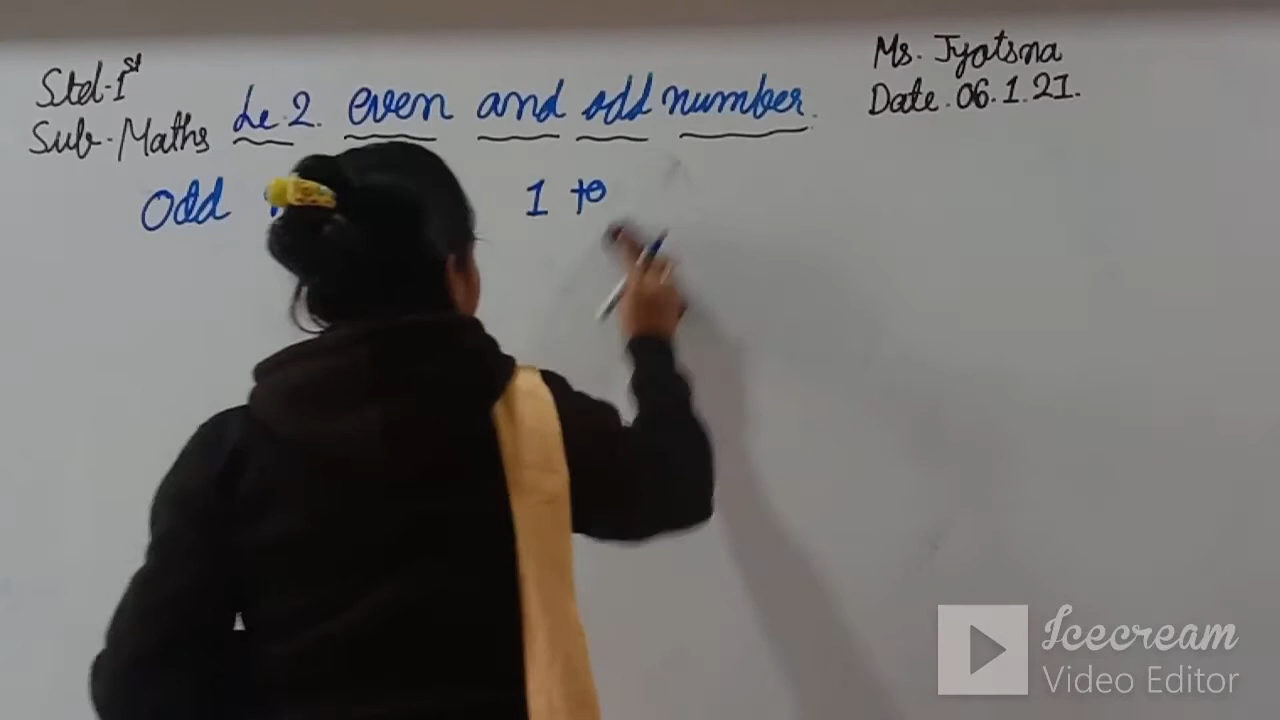 Std-1st
Sub-Maths
Le.2. even and odd number.
Ms. Jyotsna
Date.06.1.21.
odd 1 to
Icecream
Video Editor